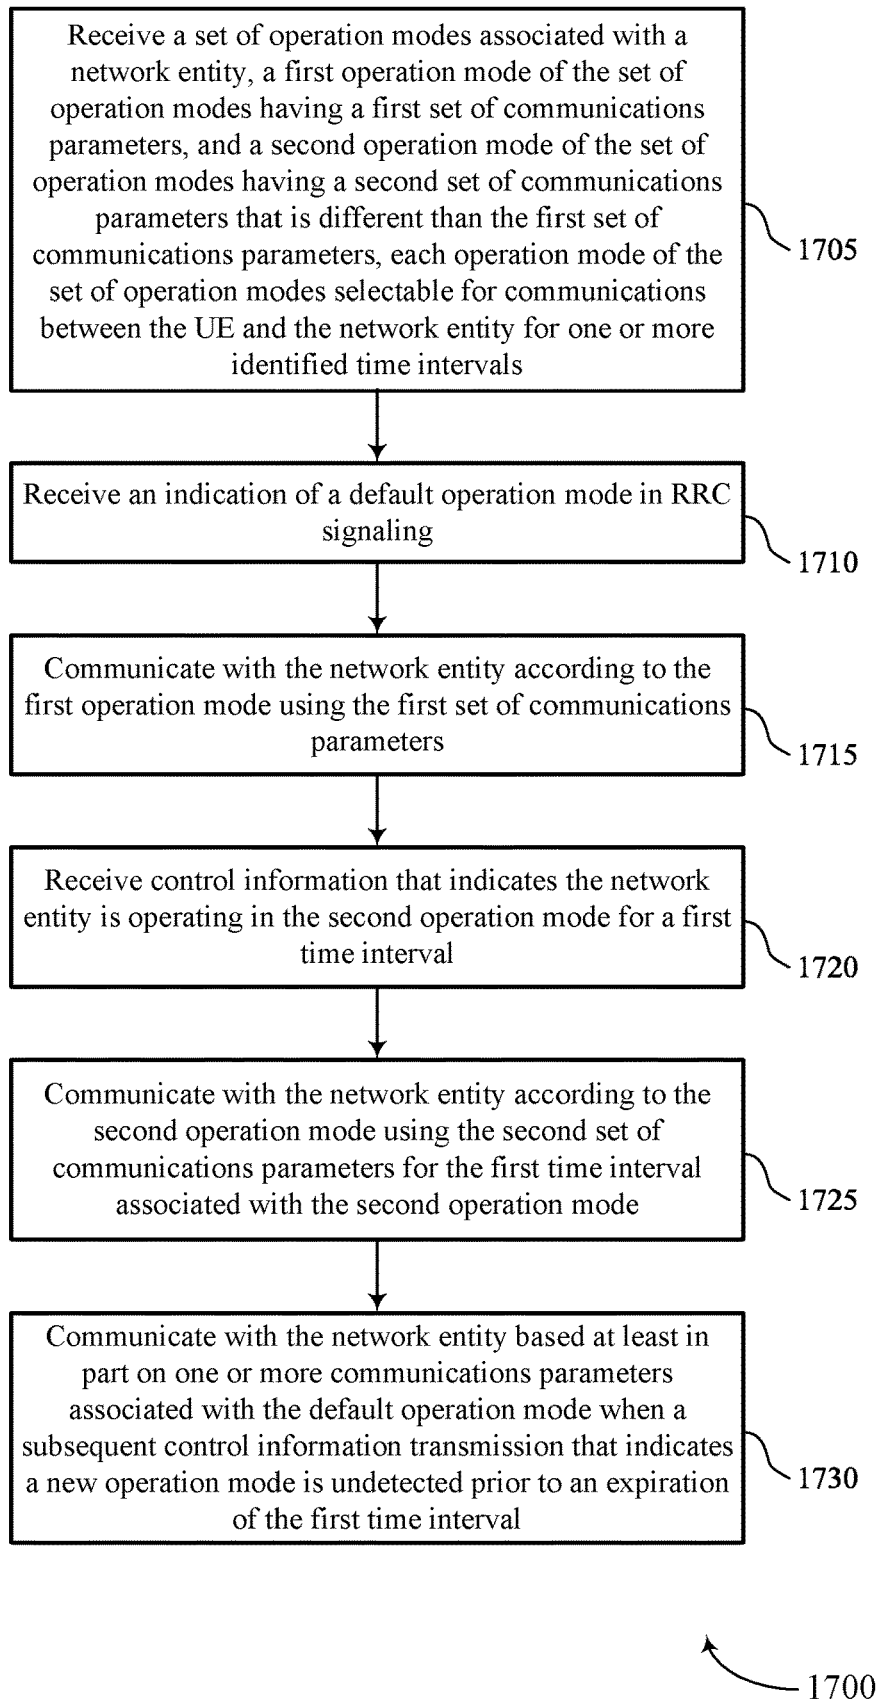 Receive a set of operation modes associated with a
network entity, a first operation mode of the set of
operation modes having a first set of communications
parameters, and a second operation mode of the set of
operation modes having a second set of communications
parameters that is different than the first set of
communications parameters, each operation mode of the
set of operation modes selectable for communications
between the UE and the network entity for one or more
identified time intervals
1705
Receive an indication of a default operation mode in RRC
signaling
1710
Communicate with the network entity according to the
first operation mode using the first set of communications
parameters
1715
Receive control information that indicates the network
entity is operating in the second operation mode for a first
time interval
1720
Communicate with the network entity according to the
second operation mode using the second set of
communications parameters for the first time interval
associated with the second operation mode
1725
Communicate with the network entity based at least in
part on one or more communications parameters
associated with the default operation mode when a
subsequent control information transmission that indicates
a new operation mode is undetected prior to an expiration
of the first time interval
1730
1700